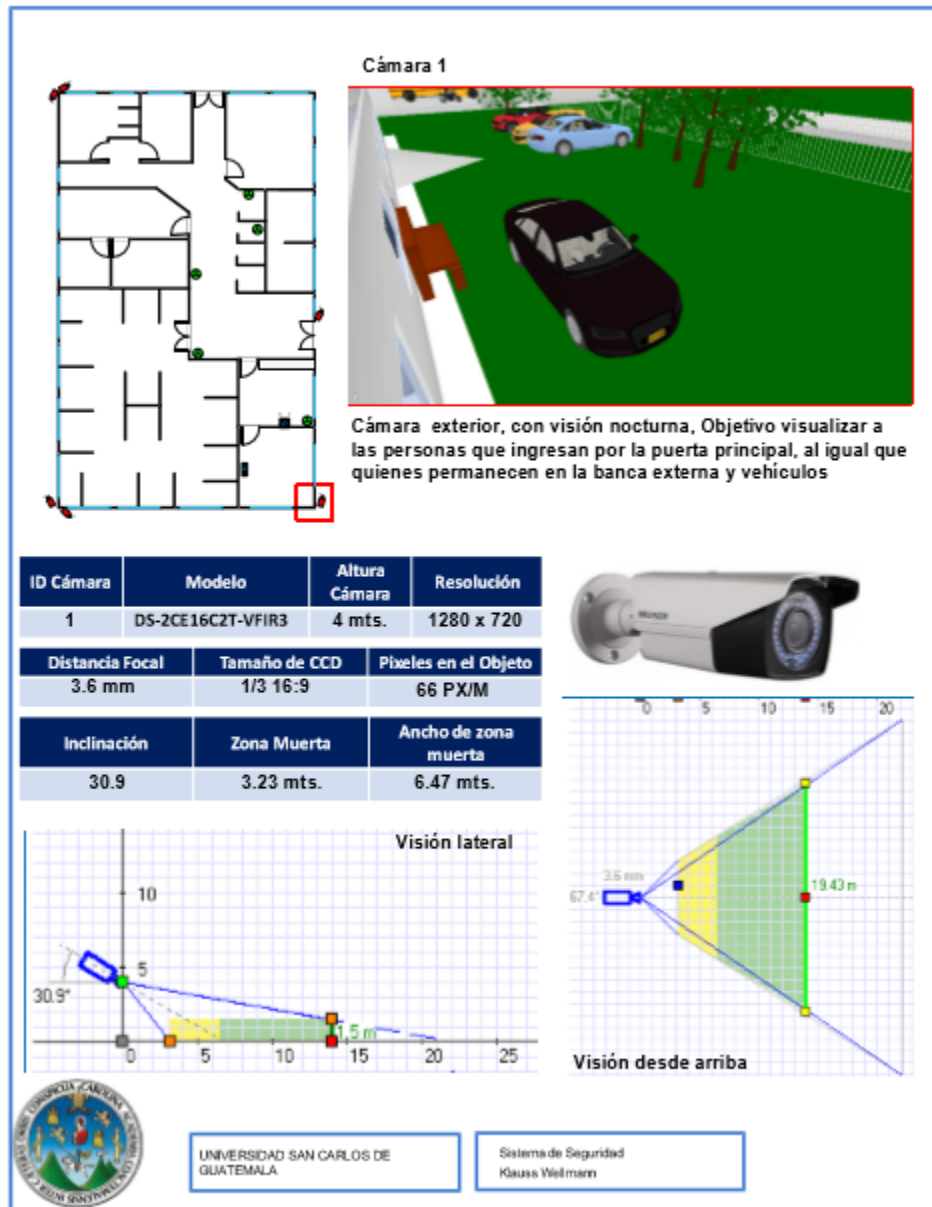 Cámara 1
Cámara exterior, con visión nocturna, Objetivo visualizar a
las personas que ingresan por la puerta principal, al igual que
quienes permanecen en la banca externa y vehículos
ID Cámara Modelo Altura Cámara Resolución
1 DS-2CE16C2T-VFIR3 4 mts. 1280 x 720
Distancia Focal Tamaño de CCD Pixeles en el Objeto
3.6 mm 1/3 16:9 66 PX/M
Inclinación Zona Muerta Ancho de zona muerta
30.9 3.23 mts. 6.47 mts.
0 5 10 15 20
3.6 mm
67.4°
19.43 m
Visión desde arriba
Visión lateral
10
5
30.9°
1.5 m
0 5 10 15 20 25
UNIVERSIDAD SAN CARLOS DE
GUATEMALA
Sistema de Seguridad
Klauss Wellmann